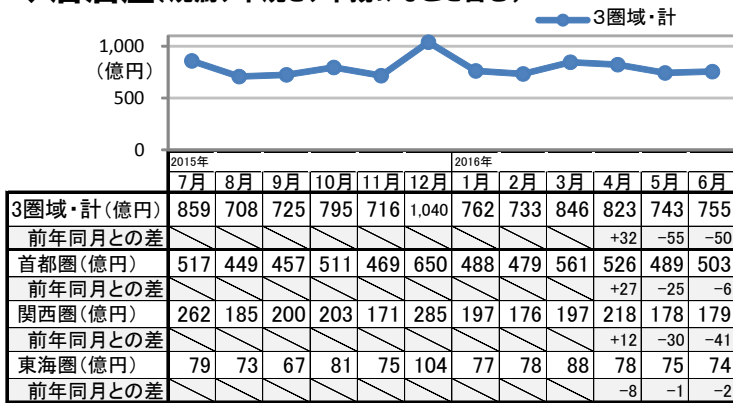 3圏域・計
1,000
(億円)
500
0
2015年 2016年
7月 8月 9月 10月 11月 12月 1月 2月 3月 4月 5月 6月
3圏域・計(億円) 859 708 725 795 716 1,040 762 733 846 823 743 755
前年同月との差 +32 −55 −50
首都圏(億円) 517 449 457 511 469 650 488 479 561 526 489 503
前年同月との差 +27 −25 −6
関西圏(億円) 262 185 200 203 171 285 197 176 197 218 178 179
前年同月との差 +12 −30 −41
東海圏(億円) 79 73 67 81 75 104 77 78 88 78 75 74
前年同月との差 −8 −1 −2